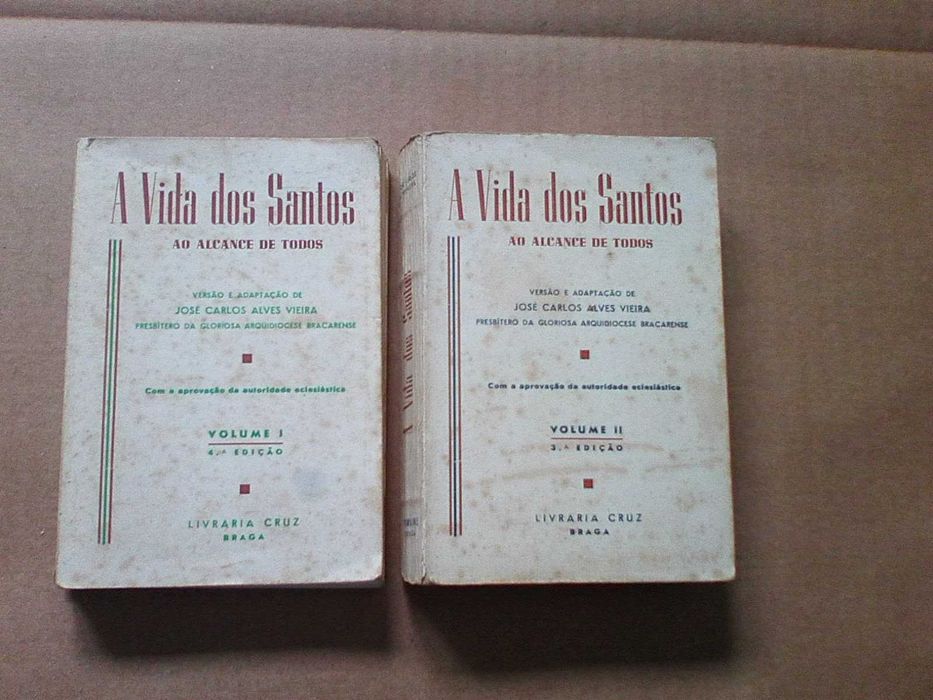 A Vida dos Santos
AO ALCANCE DE TODOS
VERSÃO E ADAPTAÇÃO DE
JOSÉ CARLOS ALVES VIEIRA
PRESBÍTERO DA GLORIOSA ARQUIDIOCESE BRACARENSE
Com a aprovação da autoridade eclesiástica
VOLUME I
4.ª EDIÇÃO
LIVRARIA CRUZ
BRAGA
A Vida dos Santos
A Vida dos Santos
AO ALCANCE DE TODOS
VERSÃO E ADAPTAÇÃO DE
JOSÉ CARLOS ALVES VIEIRA
PRESBÍTERO DA GLORIOSA ARQUIDIOCESE BRACARENSE
Com a aprovação da autoridade eclesiástica
VOLUME II
3.ª EDIÇÃO
LIVRARIA CRUZ
BRAGA